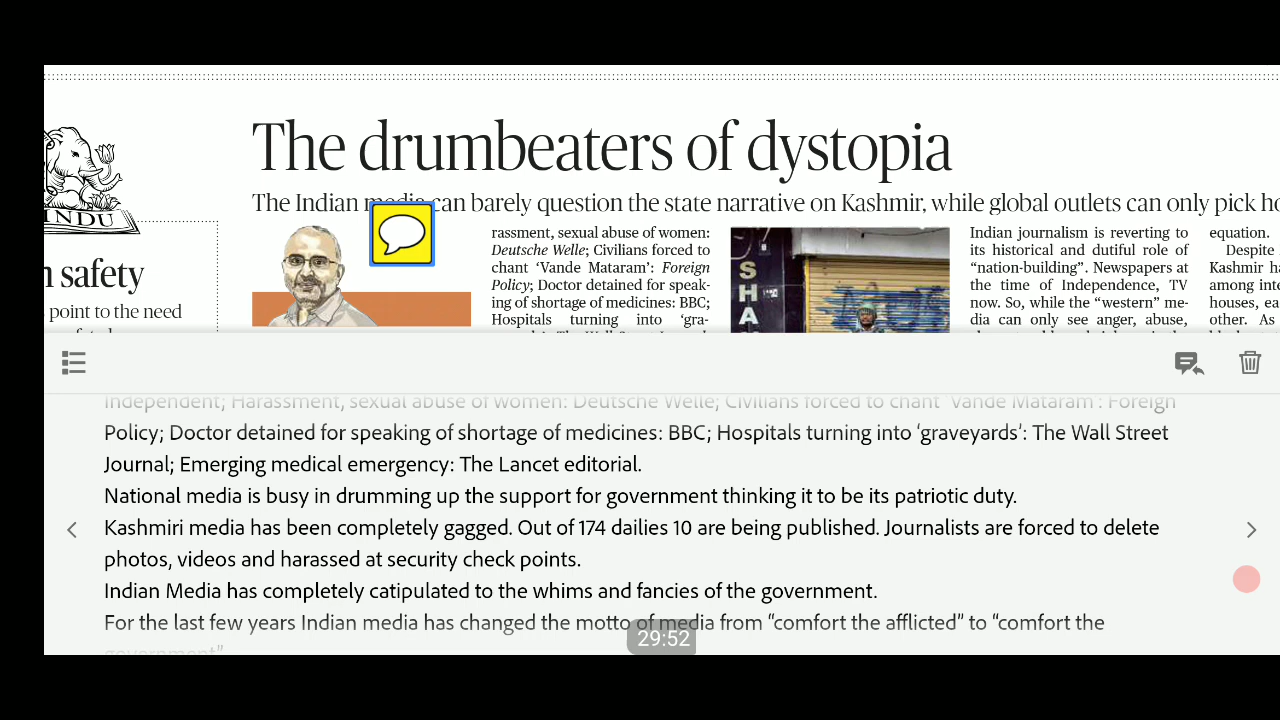 The drumbeaters of dystopia
The Indian media can barely question the state narrative on Kashmir, while global outlets can only pick
INDU
safety
point to the need
rassment, sexual abuse of women:
Deutsche Welle; Civilians forced to
chant ‘Vande Mataram’: Foreign
Policy; Doctor detained for speak-
ing of shortage of medicines: BBC;
Hospitals turning into ‘gra-
SHA
Indian journalism is reverting to
its historical and dutiful role of
“nation-building”. Newspapers at
the time of Independence, TV
now. So, while the “western” me-
dia can only see anger, abuse,
equation.
Despite
Kashmir
among
houses,
other. As
Independent; Harassment, sexual abuse of women: Deutsche Welle; Civilians forced to chant ‘Vande Mataram’: Foreign
Policy; Doctor detained for speaking of shortage of medicines: BBC; Hospitals turning into ‘graveyards’: The Wall Street
Journal; Emerging medical emergency: The Lancet editorial.
National media is busy in drumming up the support for government thinking it to be its patriotic duty.
Kashmiri media has been completely gagged. Out of 174 dailies 10 are being published. Journalists are forced to delete
photos, videos and harassed at security check points.
Indian Media has completely catipulated to the whims and fancies of the government.
For the last few years Indian media has changed the motto of media from “comfort the afflicted” to “comfort the
government”
29:52